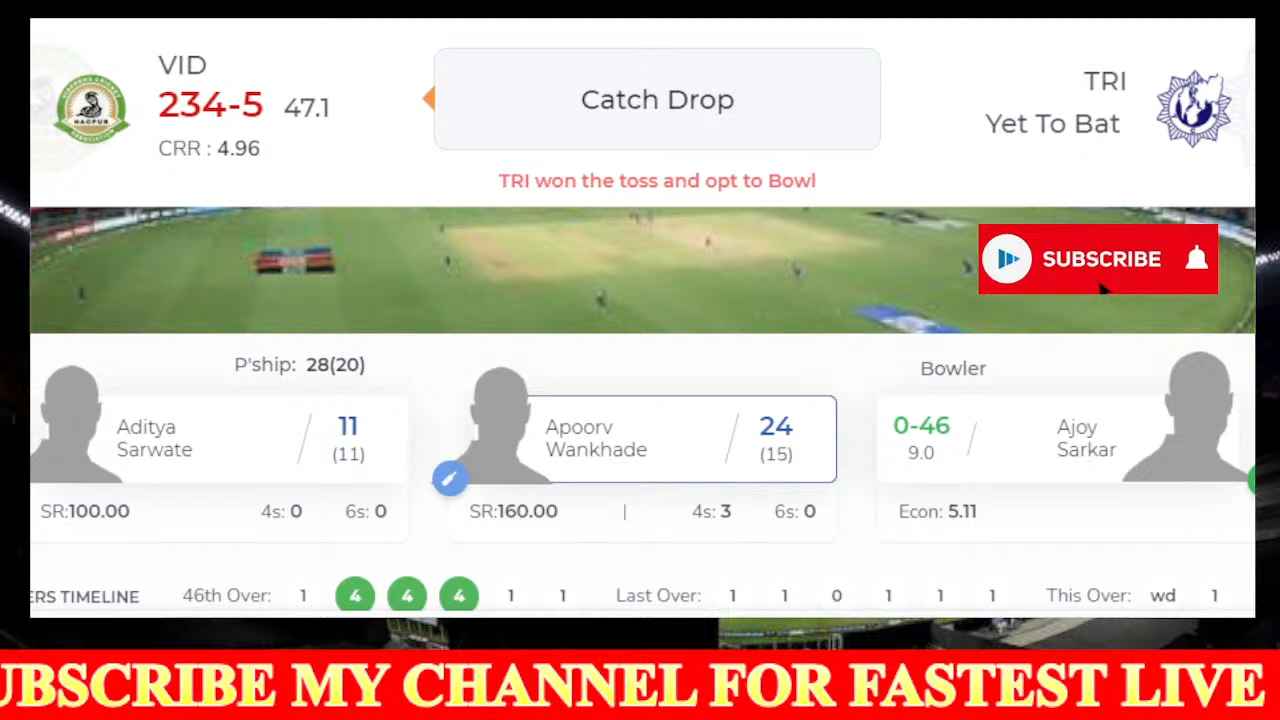 VID
234-5 47.1
CRR : 4.96
Catch Drop
TRI
Yet To Bat
TRI won the toss and opt to Bowl
NAGPUR
SUBSCRIBE
P'ship: 28(20)
Bowler
Aditya
Sarwate
11
(11)
Apoorv
Wankhade
24
(15)
0-46
9.0
Ajoy
Sarkar
SR:100.00 4s: 0 6s: 0
SR:160.00 | 4s: 3 6s: 0
Econ: 5.11
ERS TIMELINE 46th Over: 1 4 4 4 1 1 Last Over: 1 1 0 1 1 1 This Over: wd 1
UBSCRIBE MY CHANNEL FOR FASTEST LIVE